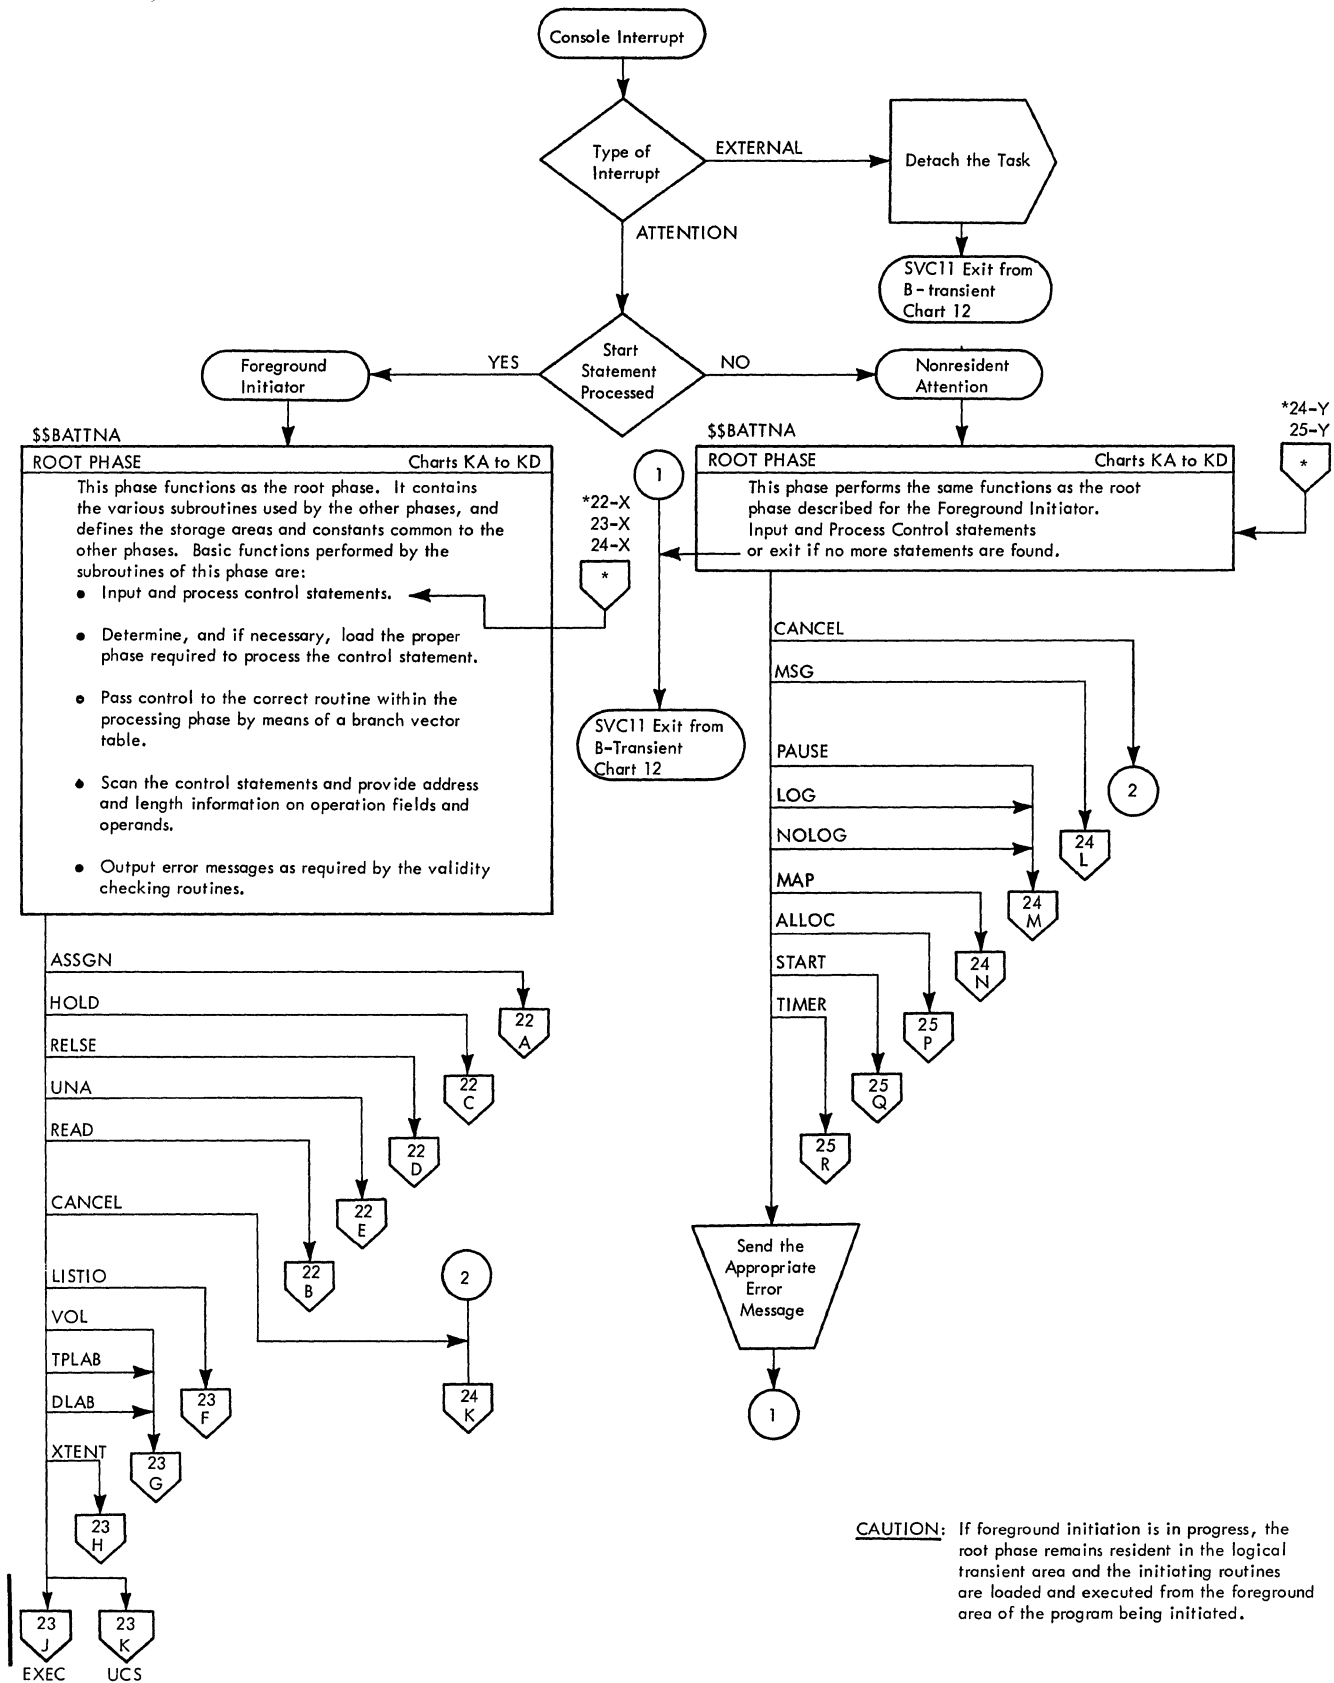 Console Interrupt
Type of
Interrupt
EXTERNAL
Detach the Task
ATTENTION
SVC11 Exit from
B-transient
Chart 12
Start
Statement
Processed
YES
NO
Foreground
Initiator
Nonresident
Attention
*24-Y
25-Y
*
$$BATTNA
ROOT PHASE Charts KA to KD
This phase functions as the root phase. It contains
the various subroutines used by the other phases, and
defines the storage areas and constants common to the
other phases. Basic functions performed by the
subroutines of this phase are:
• Input and process control statements.
• Determine, and if necessary, load the proper
phase required to process the control statement.
• Pass control to the correct routine within the
processing phase by means of a branch vector
table.
• Scan the control statements and provide address
and length information on operation fields and
operands.
• Output error messages as required by the validity
checking routines.
1
*22-X
23-X
24-X
*
SVC11 Exit from
B-Transient
Chart 12
$$BATTNA
ROOT PHASE Charts KA to KD
This phase performs the same functions as the root
phase described for the Foreground Initiator.
Input and Process Control statements
or exit if no more statements are found.
CANCEL
MSG
PAUSE
LOG
NOLOG
MAP
ALLOC
START
TIMER
2
24
L
24
M
24
N
25
P
25
Q
25
R
Send the
Appropriate
Error
Message
1
ASSGN
HOLD
RELSE
UNA
READ
CANCEL
LISTIO
VOL
TPLAB
DLAB
XTENT
22
A
22
C
22
D
22
E
22
B
2
24
K
23
F
23
G
23
H
23
J
EXEC
23
K
UCS
CAUTION: If foreground initiation is in progress, the
root phase remains resident in the logical
transient area and the initiating routines
are loaded and executed from the foreground
area of the program being initiated.